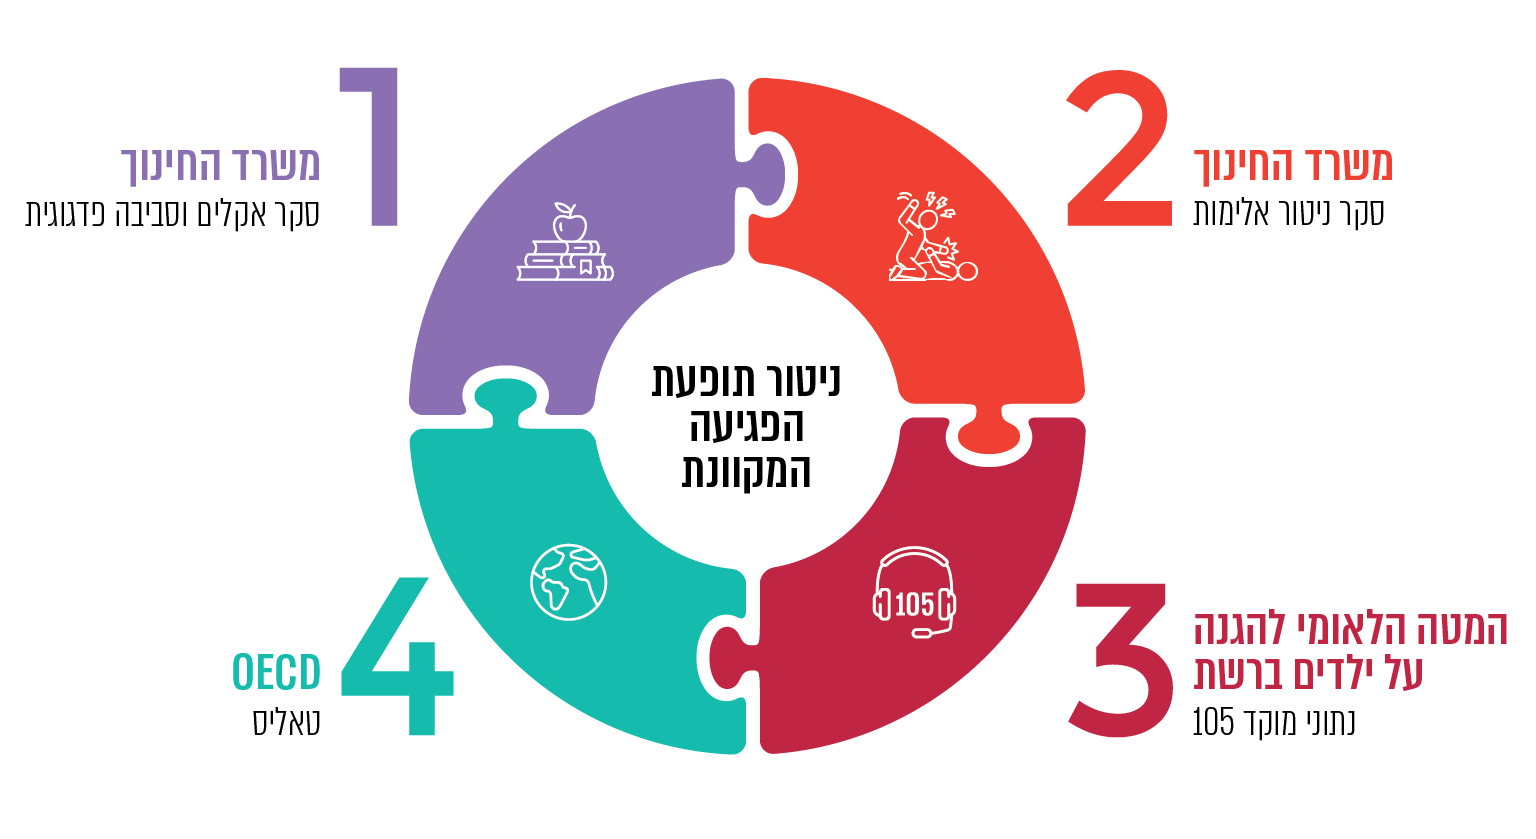 1
משרד החינוך
סקר אקלים וסביבה פדגוגית
2
משרד החינוך
סקר ניטור אלימות
ניטור תופעת
הפגיעה
המקוונת
3
המטה הלאומי להגנה
על ילדים ברשת
נתוני מוקד 105
105
4
OECD
טאליס